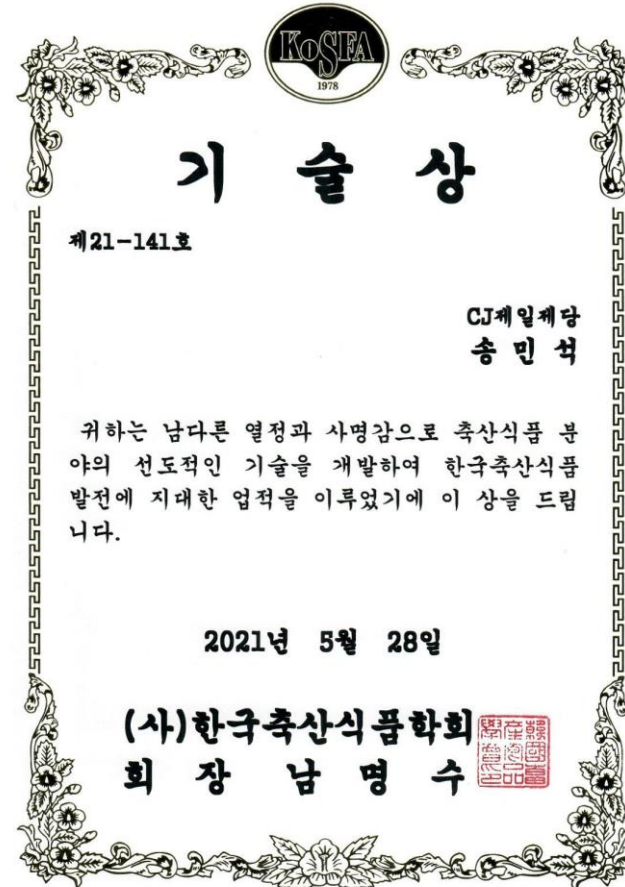 KoSFA
1978
기 술 상
제21-141호
CJ제일제당
송 민 석
귀하는 남다른 열정과 사명감으로 축산식품 분
야의 선도적인 기술을 개발하여 한국축산식품
발전에 지대한 업적을 이루었기에 이 상을 드립
니다.
2021년 5월 28일
(사)한국축산식품학회
회 장 남 명 수